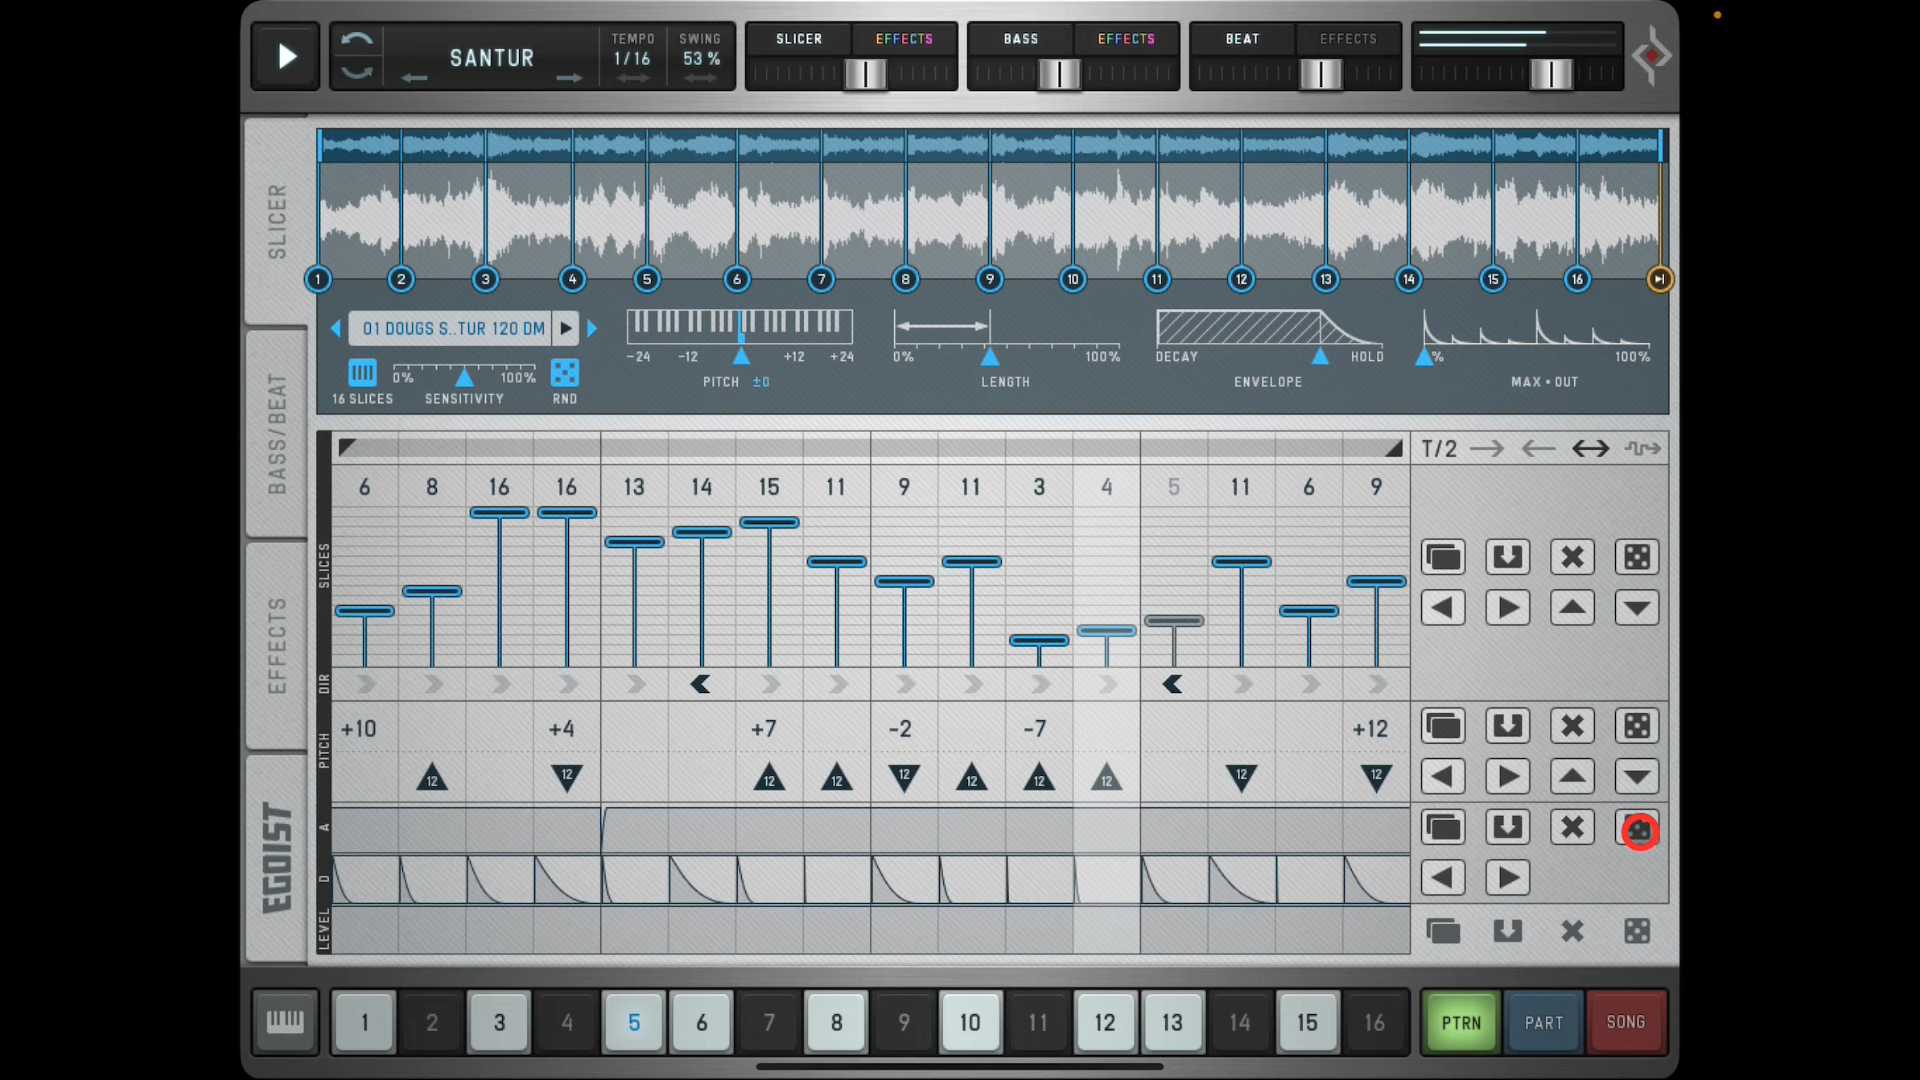 SANTUR
TEMPO
1/16
SWING
53 %
SLICER
EFFECTS
BASS
EFFECTS
BEAT
EFFECTS
SLICER
BASS/BEAT
EFFECTS
EGOIST
1 2 3 4 5 6 7 8 9 10 11 12 13 14 15 16
01 DOUGS S..TUR 120 DM
16 SLICES
0% 100%
SENSITIVITY
RND
-24 -12 +12 +24
PITCH ±0
0% 100%
LENGTH
DECAY HOLD
ENVELOPE
% 100%
MAX • OUT
T/2
SLICES
6 8 16 16 13 14 15 11 9 11 3 4 5 11 6 9
DIR
PITCH
+10 +4 +7 -2 -7 +12
12 12 12 12 12 12 12 12 12 12
A
D
LEVEL
1 2 3 4 5 6 7 8 9 10 11 12 13 14 15 16
PTRN
PART
SONG